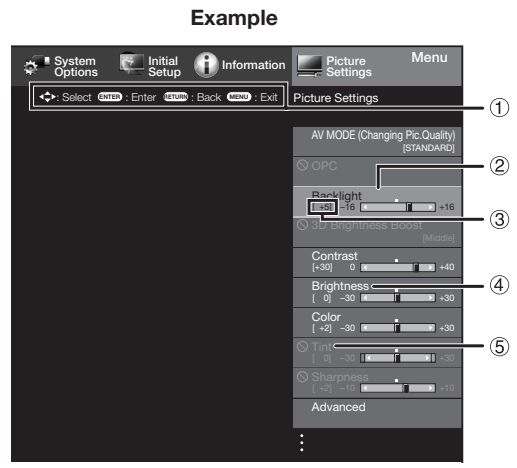 Example
System Options
Initial Setup
Information
Picture Settings
Menu
: Select ENTER : Enter RETURN : Back MENU : Exit
Picture Settings
①
AV MODE (Changing Pic.Quality)
[STANDARD]
OPC
②
Backlight
[ +5] –16 +16
③
3D Brightness Boost
[Middle]
Contrast
[+30] 0 +40
Brightness
④
[ 0] –30 +30
Color
[ +2] –30 +30
Tint
⑤
[ 0] –30 +30
Sharpness
[ +2] –10 +10
Advanced